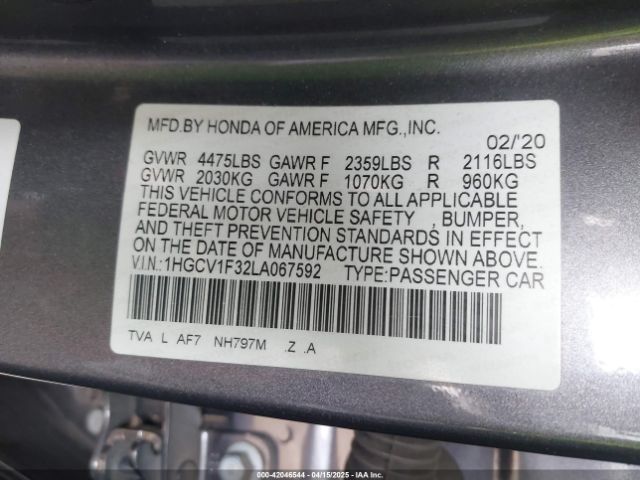 MFD.BY HONDA OF AMERICA MFG.,INC.
02/'20
GVWR 4475LBS GAWR F 2359LBS R 2116LBS
GVWR 2030KG GAWR F 1070KG R 960KG
THIS VEHICLE CONFORMS TO ALL APPLICABLE
FEDERAL MOTOR VEHICLE SAFETY , BUMPER,
AND THEFT PREVENTION STANDARDS IN EFFECT
ON THE DATE OF MANUFACTURE SHOWN ABOVE.
V.I.N.:1HGCV1F32LA067592 TYPE:PASSENGER CAR
TVA L AF7 NH797M .Z .A
000-42046544 - 04/15/2025 - IAA Inc.